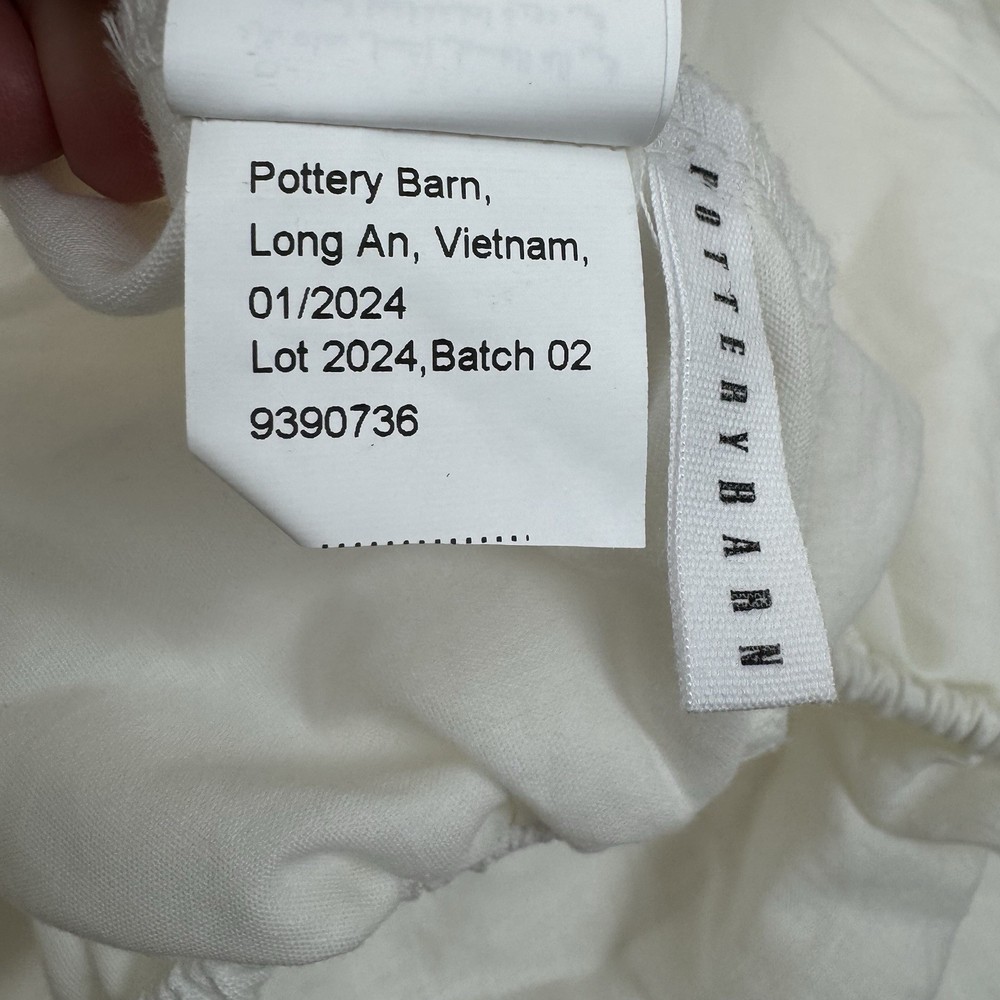 Pottery Barn,
Long An, Vietnam,
01/2024
Lot 2024,Batch 02
9390736
POTTERYBARN